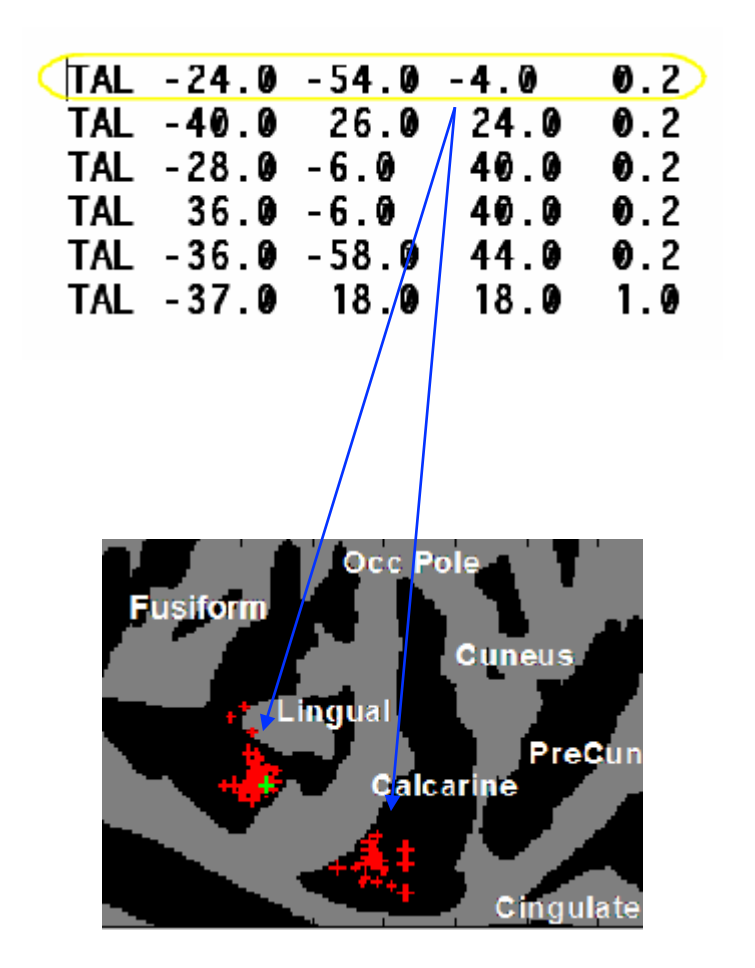 TAL -24.0 -54.0 -4.0 0.2
TAL -40.0 26.0 24.0 0.2
TAL -28.0 -6.0 40.0 0.2
TAL 36.0 -6.0 40.0 0.2
TAL -36.0 -58.0 44.0 0.2
TAL -37.0 18.0 18.0 1.0
Occ Pole
Fusiform
Cuneus
Lingual
PreCun
Calcarine
Cingulate